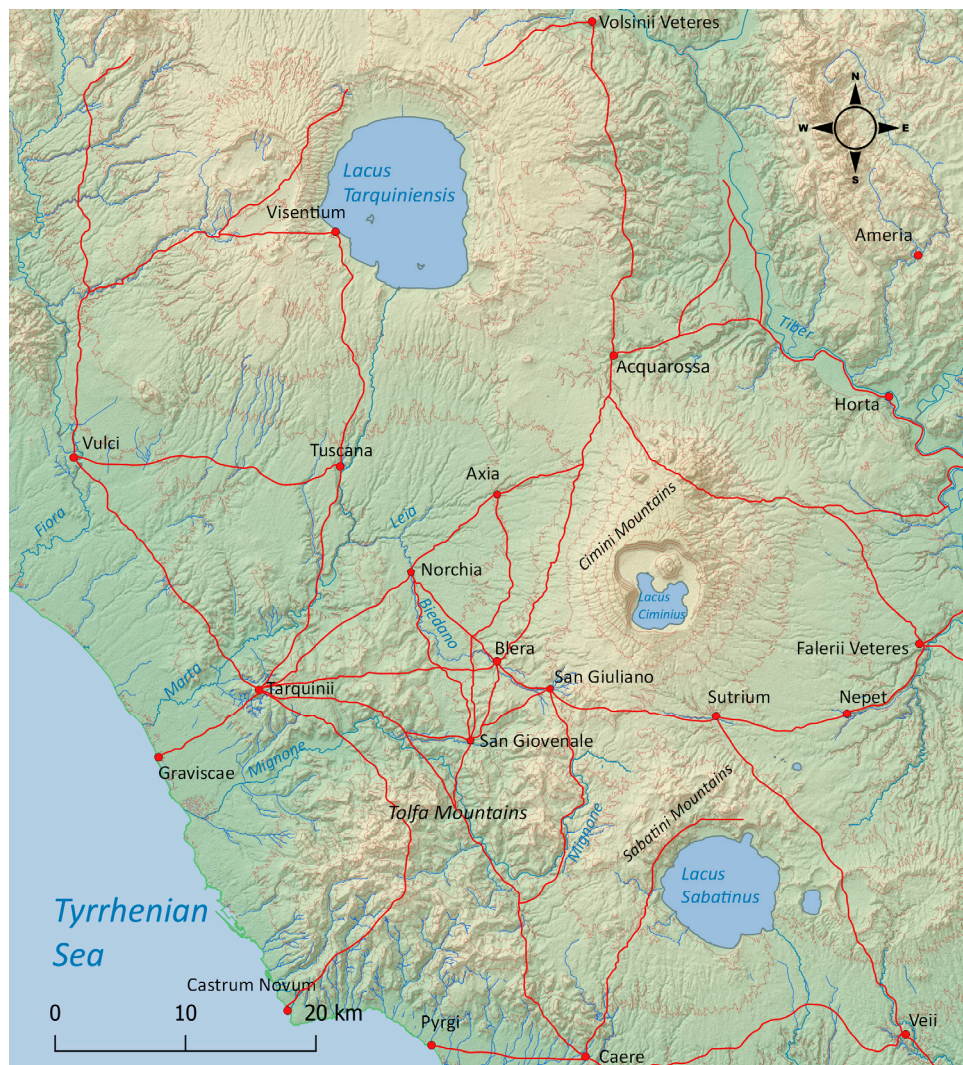 Volsinii Veteres
N
W
E
S
Lacus
Tarquiniensis
Visentium
Ameria
Tiber
Acquarossa
Horta
Vulci
Tuscana
Axia
Cimini Mountains
Fiora
Leia
Norchia
Lacus
Ciminius
Biedano
Blera
Falerii Veteres
San Giuliano
Marta
Tarquinii
Sutrium
Nepet
San Giovenale
Mignone
Graviscae
Tolfa Mountains
Sabatini Mountains
Mignone
Lacus
Sabatinus
Tyrrhenian
Sea
Castrum Novum
0
10
20 km
Pyrgi
Veii
Caere